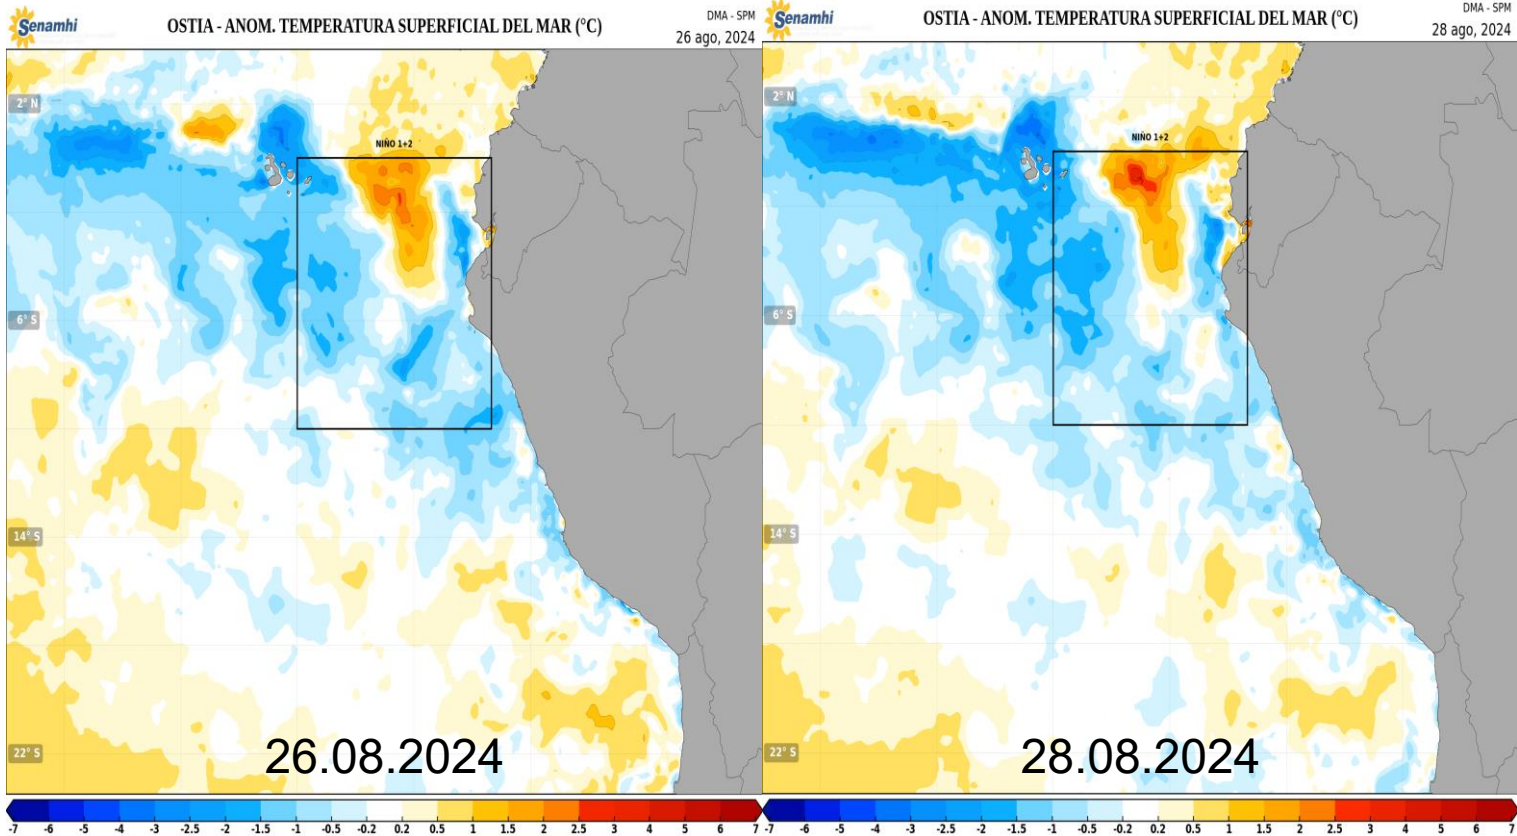 Senamhi
OSTIA - ANOM. TEMPERATURA SUPERFICIAL DEL MAR (°C)
DMA - SPM
26 ago, 2024
2° N
NIÑO 1+2
6° S
14° S
22° S
26.08.2024
-7 -6 -5 -4 -3 -2.5 -2 -1.5 -1 -0.5 -0.2 0.2 0.5 1 1.5 2 2.5 3 4 5 6 7
Senamhi
OSTIA - ANOM. TEMPERATURA SUPERFICIAL DEL MAR (°C)
DMA - SPM
28 ago, 2024
2° N
NIÑO 1+2
6° S
14° S
22° S
28.08.2024
-7 -6 -5 -4 -3 -2.5 -2 -1.5 -1 -0.5 -0.2 0.2 0.5 1 1.5 2 2.5 3 4 5 6 7